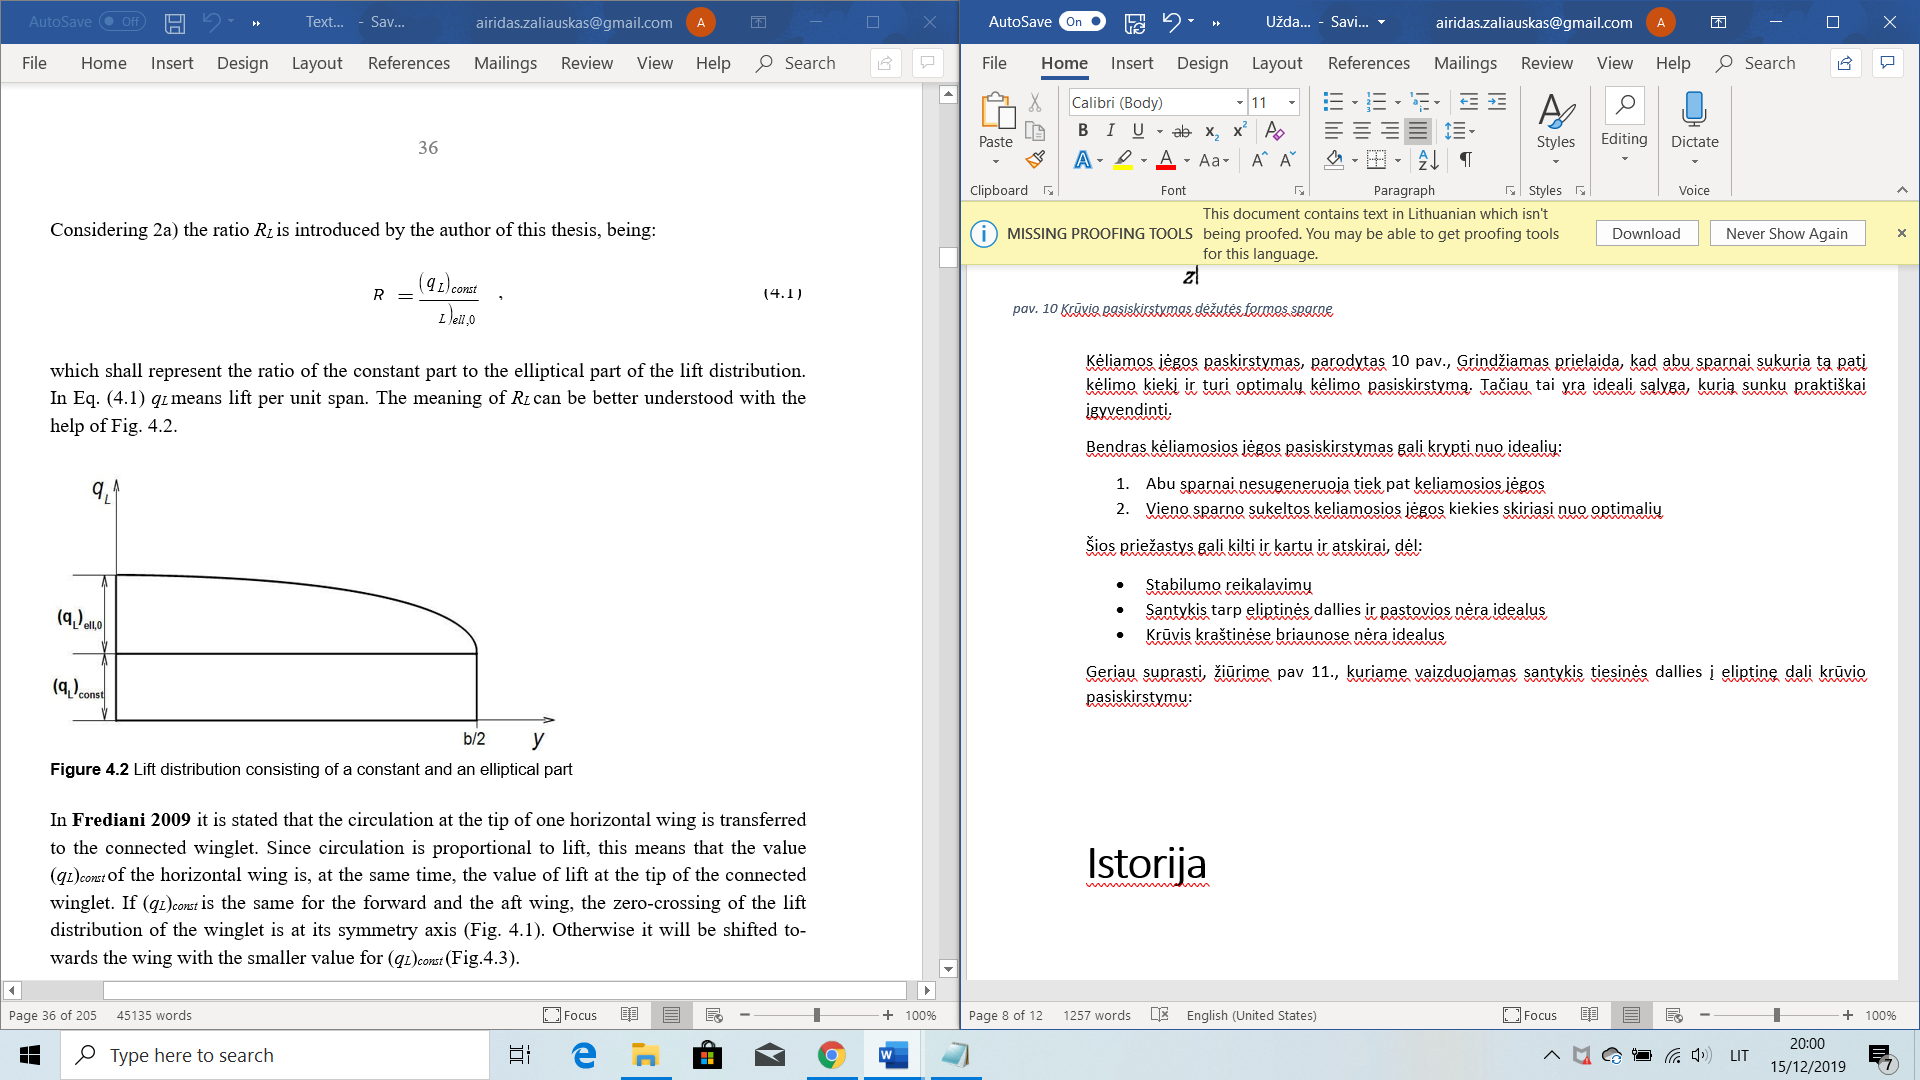 AutoSave Off Text... - Sav... airidas.zaliauskas@gmail.com A
File Home Insert Design Layout References Mailings Review View Help Search
36
Considering 2a) the ratio RL is introduced by the author of this thesis, being:
R = (qL)const / L)ell,0 , (4.1)
which shall represent the ratio of the constant part to the elliptical part of the lift distribution.
In Eq. (4.1) qL means lift per unit span. The meaning of RL can be better understood with the
help of Fig. 4.2.
qL
(qL)ell,0
(qL)const
b/2 y
Figure 4.2 Lift distribution consisting of a constant and an elliptical part
In Frediani 2009 it is stated that the circulation at the tip of one horizontal wing is transferred
to the connected winglet. Since circulation is proportional to lift, this means that the value
(qL)const of the horizontal wing is, at the same time, the value of lift at the tip of the connected
winglet. If (qL)const is the same for the forward and the aft wing, the zero-crossing of the lift
distribution of the winglet is at its symmetry axis (Fig. 4.1). Otherwise it will be shifted to-
wards the wing with the smaller value for (qL)const (Fig.4.3).
Page 36 of 205 45135 words Focus 100%
AutoSave On Užda... - Savi... airidas.zaliauskas@gmail.com A
File Home Insert Design Layout References Mailings Review View Help Search
Calibri (Body) 11
B I U ab x2 x2 A
A A Aa A A
Paste Styles Editing Dictate
Clipboard Font Paragraph Styles Voice
MISSING PROOFING TOOLS
This document contains text in Lithuanian which isn't
being proofed. You may be able to get proofing tools
for this language.
Download Never Show Again
z
pav. 10 Krūvio pasiskirstymas dėžutės formos sparne
Kėliamos jėgos paskirstymas, parodytas 10 pav., Grindžiamas prielaida, kad abu sparnai sukuria tą patį
kėlimo kiekį ir turi optimalų kėlimo pasiskirstymą. Tačiau tai yra ideali sąlyga, kurią sunku praktiškai
įgyvendinti.
Bendras kėliamosios jėgos pasiskirstymas gali krypti nuo idealių:
1. Abu sparnai nesugeneruoja tiek pat keliamosios jėgos
2. Vieno sparno sukeltos keliamosios jėgos kiekies skiriasi nuo optimalių
Šios priežastys gali kilti ir kartu ir atskirai, dėl:
• Stabilumo reikalavimų
• Santykis tarp eliptinės dallies ir pastovios nėra idealus
• Krūvis kraštinėse briaunose nėra idealus
Geriau suprasti, žiūrime pav 11., kuriame vaizduojamas santykis tiesinės dallies į eliptinę dali krūvio
pasiskirstymu:
Istorija
Page 8 of 12 1257 words English (United States) Focus 100%
Type here to search
LIT
20:00
15/12/2019
7